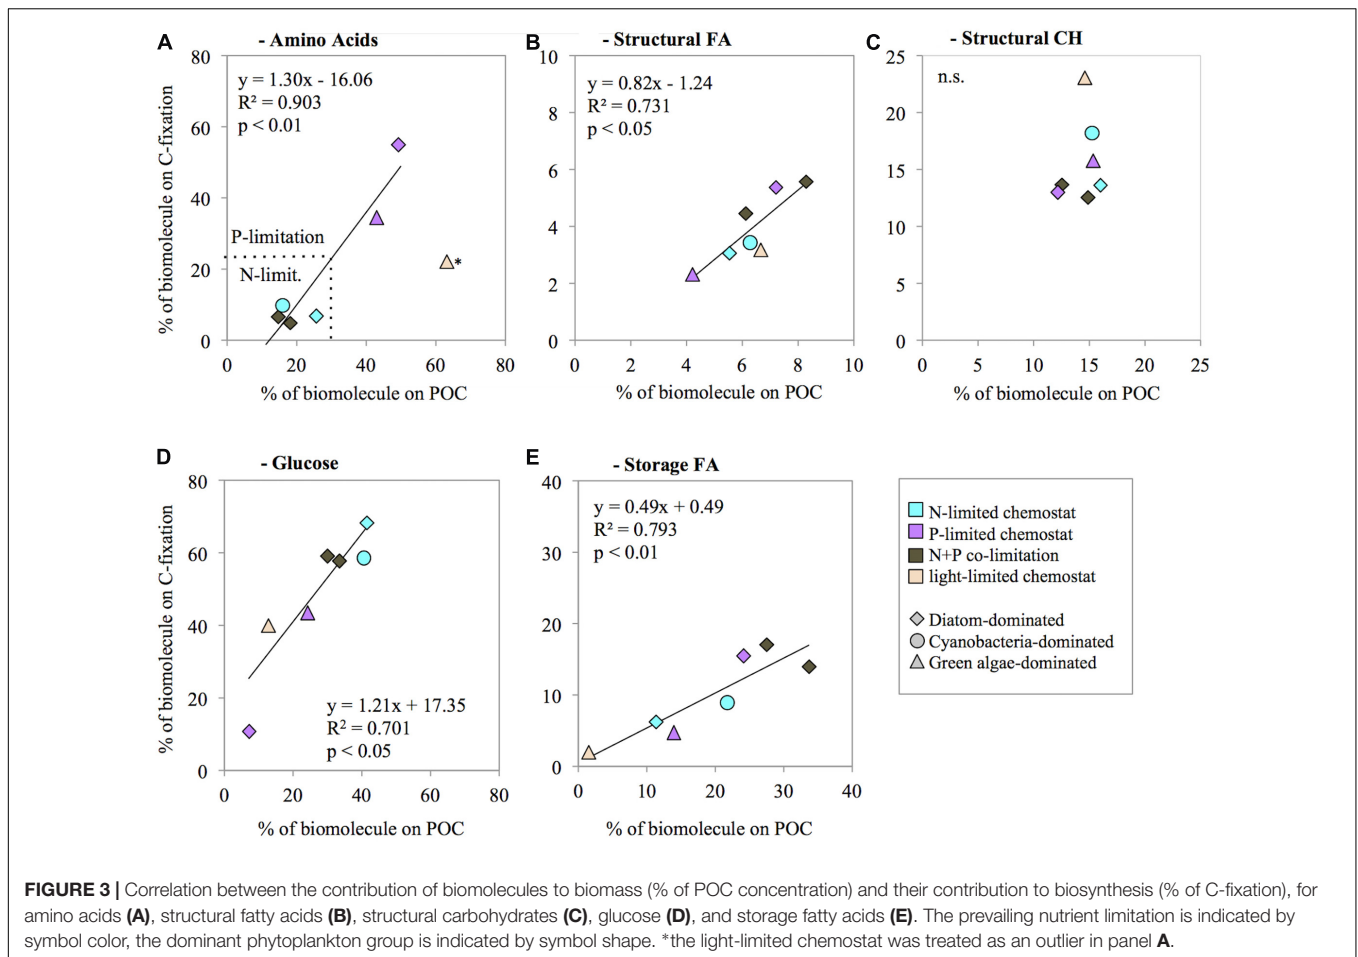 A
- Amino Acids
80
60
40
20
0
% of biomolecule on C-fixation
y = 1.30x - 16.06
R² = 0.903
p < 0.01
P-limitation
N-limit.
*
0 20 40 60 80
% of biomolecule on POC
B
- Structural FA
10
8
6
4
2
0
y = 0.82x - 1.24
R² = 0.731
p < 0.05
0 2 4 6 8 10
% of biomolecule on POC
C
- Structural CH
25
20
15
10
5
0
n.s.
0 5 10 15 20 25
% of biomolecule on POC
D
- Glucose
80
60
40
20
0
% of biomolecule on C-fixation
y = 1.21x + 17.35
R² = 0.701
p < 0.05
0 20 40 60 80
% of biomolecule on POC
E
- Storage FA
40
30
20
10
0
y = 0.49x + 0.49
R² = 0.793
p < 0.01
0 10 20 30 40
% of biomolecule on POC
N-limited chemostat
P-limited chemostat
N+P co-limitation
light-limited chemostat
Diatom-dominated
Cyanobacteria-dominated
Green algae-dominated
FIGURE 3 | Correlation between the contribution of biomolecules to biomass (% of POC concentration) and their contribution to biosynthesis (% of C-fixation), for
amino acids (A), structural fatty acids (B), structural carbohydrates (C), glucose (D), and storage fatty acids (E). The prevailing nutrient limitation is indicated by
symbol color, the dominant phytoplankton group is indicated by symbol shape. *the light-limited chemostat was treated as an outlier in panel A.